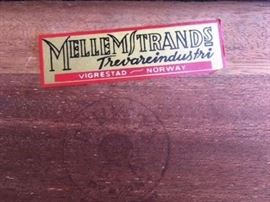 MELLEMSTRANDS
Trevareindustri
VIGRESTAD — NORWAY